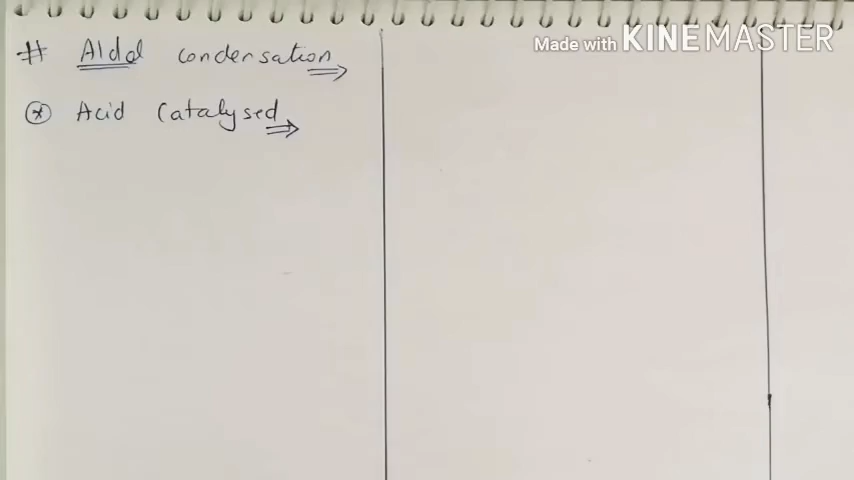 # Aldol condensation
Made with KINEMASTER
* Acid Catalysed